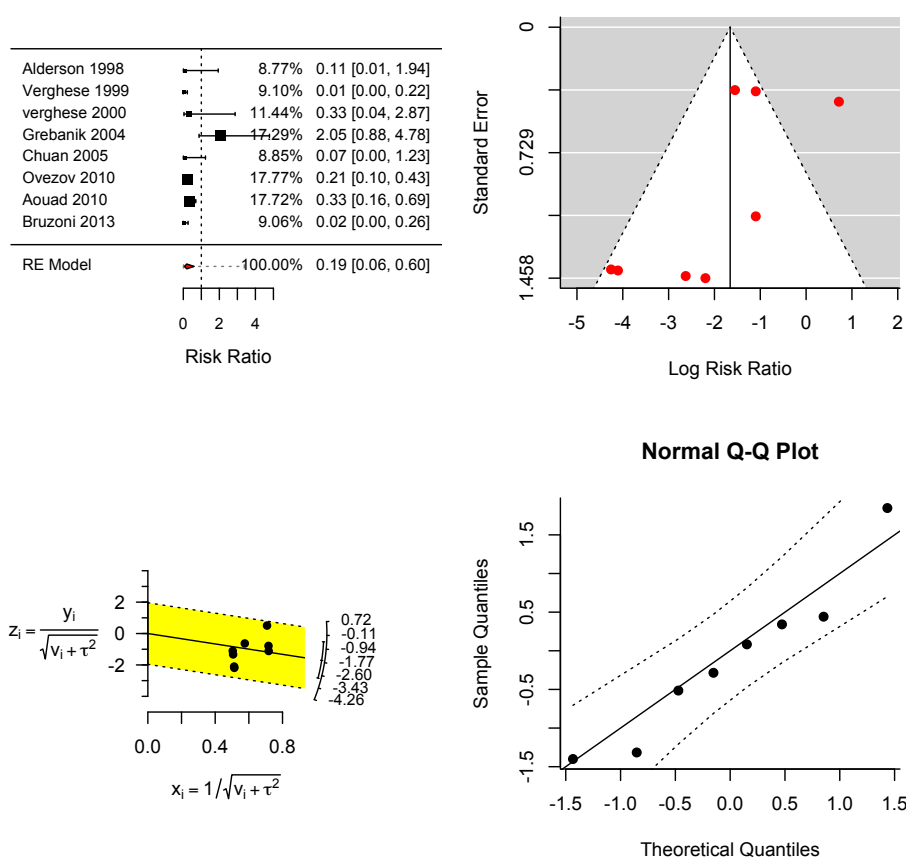 Alderson 1998 8.77% 0.11 [0.01, 1.94]
Verghese 1999 9.10% 0.01 [0.00, 0.22]
verghese 2000 11.44% 0.33 [0.04, 2.87]
Grebanik 2004 17.29% 2.05 [0.88, 4.78]
Chuan 2005 8.85% 0.07 [0.00, 1.23]
Ovezov 2010 17.77% 0.21 [0.10, 0.43]
Aouad 2010 17.72% 0.33 [0.16, 0.69]
Bruzoni 2013 9.06% 0.02 [0.00, 0.26]
RE Model 100.00% 0.19 [0.06, 0.60]
0 2 4
Risk Ratio
Standard Error
0
0.729
1.458
-5 -4 -3 -2 -1 0 1 2
Log Risk Ratio
zᵢ = yᵢ / √(vᵢ + τ²)
2
0
-2
0.72
-0.11
-0.94
-1.77
-2.60
-3.43
-4.26
0.0 0.4 0.8
xᵢ = 1/√(vᵢ + τ²)
Normal Q-Q Plot
Sample Quantiles
1.5
0.5
-0.5
-1.5
-1.5 -1.0 -0.5 0.0 0.5 1.0 1.5
Theoretical Quantiles